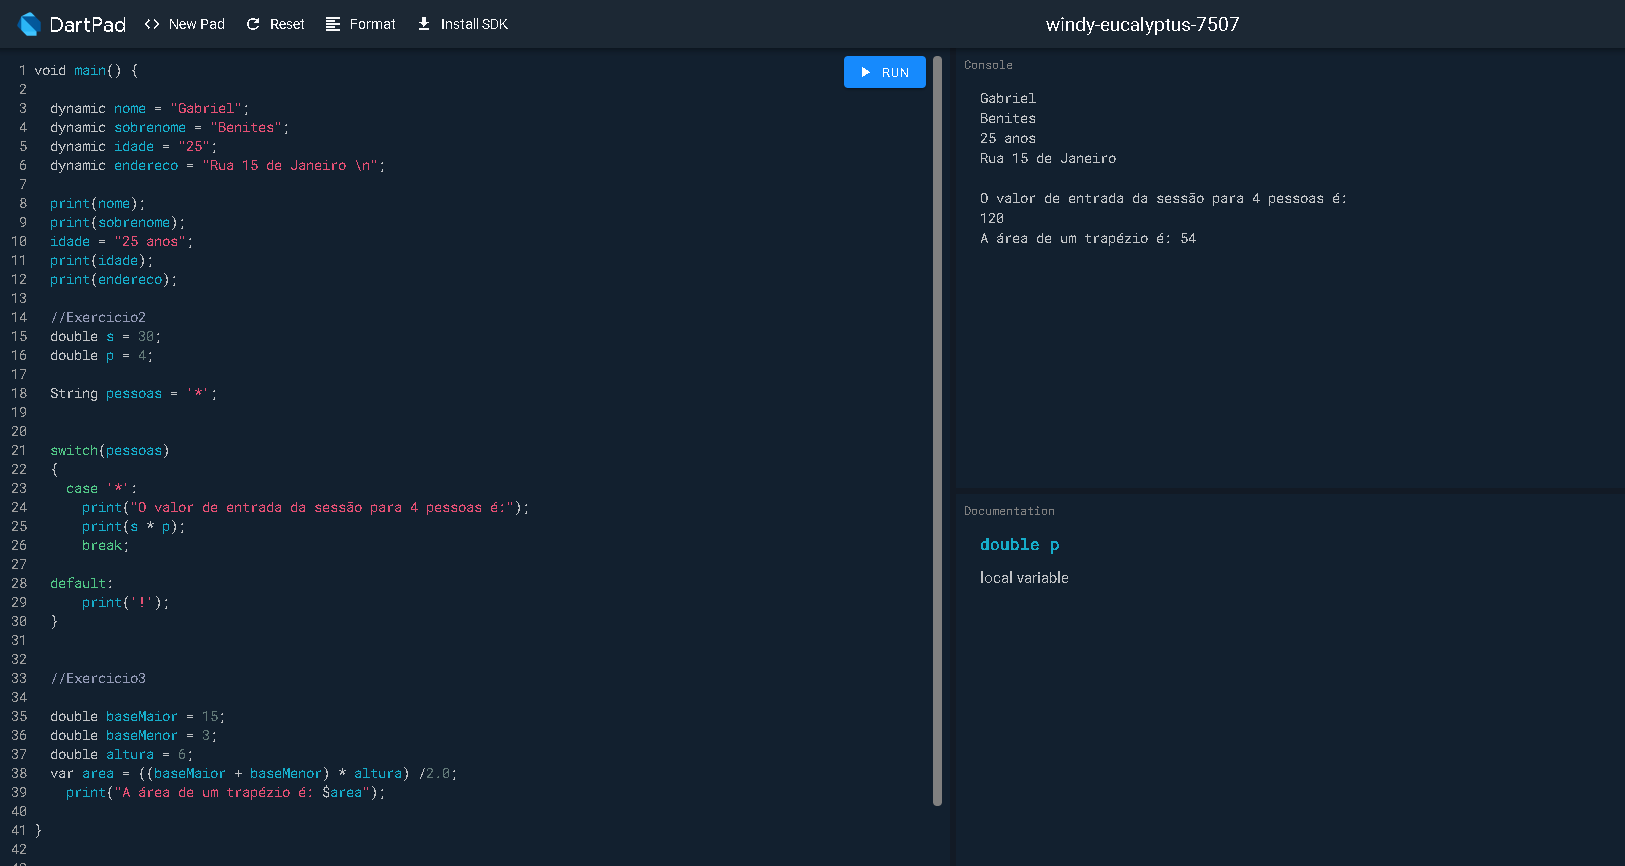 DartPad <> New Pad Reset Format Install SDK windy-eucalyptus-7507
1 void main() {
2
3 dynamic nome = "Gabriel";
4 dynamic sobrenome = "Benites";
5 dynamic idade = "25";
6 dynamic endereco = "Rua 15 de Janeiro \n";
7
8 print(nome);
9 print(sobrenome);
10 idade = "25 anos";
11 print(idade);
12 print(endereco);
13
14 //Exercicio2
15 double s = 30;
16 double p = 4;
17
18 String pessoas = '*';
19
20
21 switch(pessoas)
22 {
23 case '*':
24 print("O valor de entrada da sessão para 4 pessoas é:");
25 print(s * p);
26 break;
27
28 default:
29 print('!');
30 }
31
32
33 //Exercicio3
34
35 double baseMaior = 15;
36 double baseMenor = 3;
37 double altura = 6;
38 var area = ((baseMaior + baseMenor) * altura) /2.0;
39 print("A área de um trapézio é: $area");
40
41 }
42
RUN
Console
Gabriel
Benites
25 anos
Rua 15 de Janeiro
O valor de entrada da sessão para 4 pessoas é:
120
A área de um trapézio é: 54
Documentation
double p
local variable